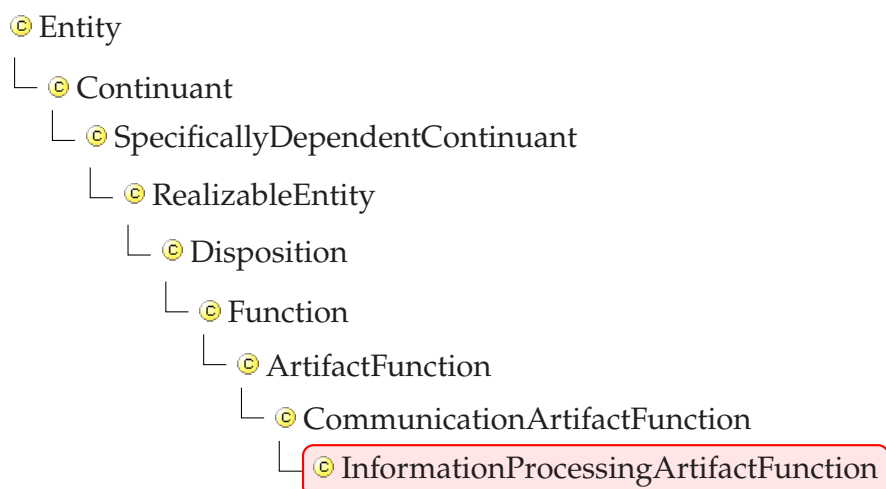 Entity
Continuant
SpecificallyDependentContinuant
RealizableEntity
Disposition
Function
ArtifactFunction
CommunicationArtifactFunction
InformationProcessingArtifactFunction